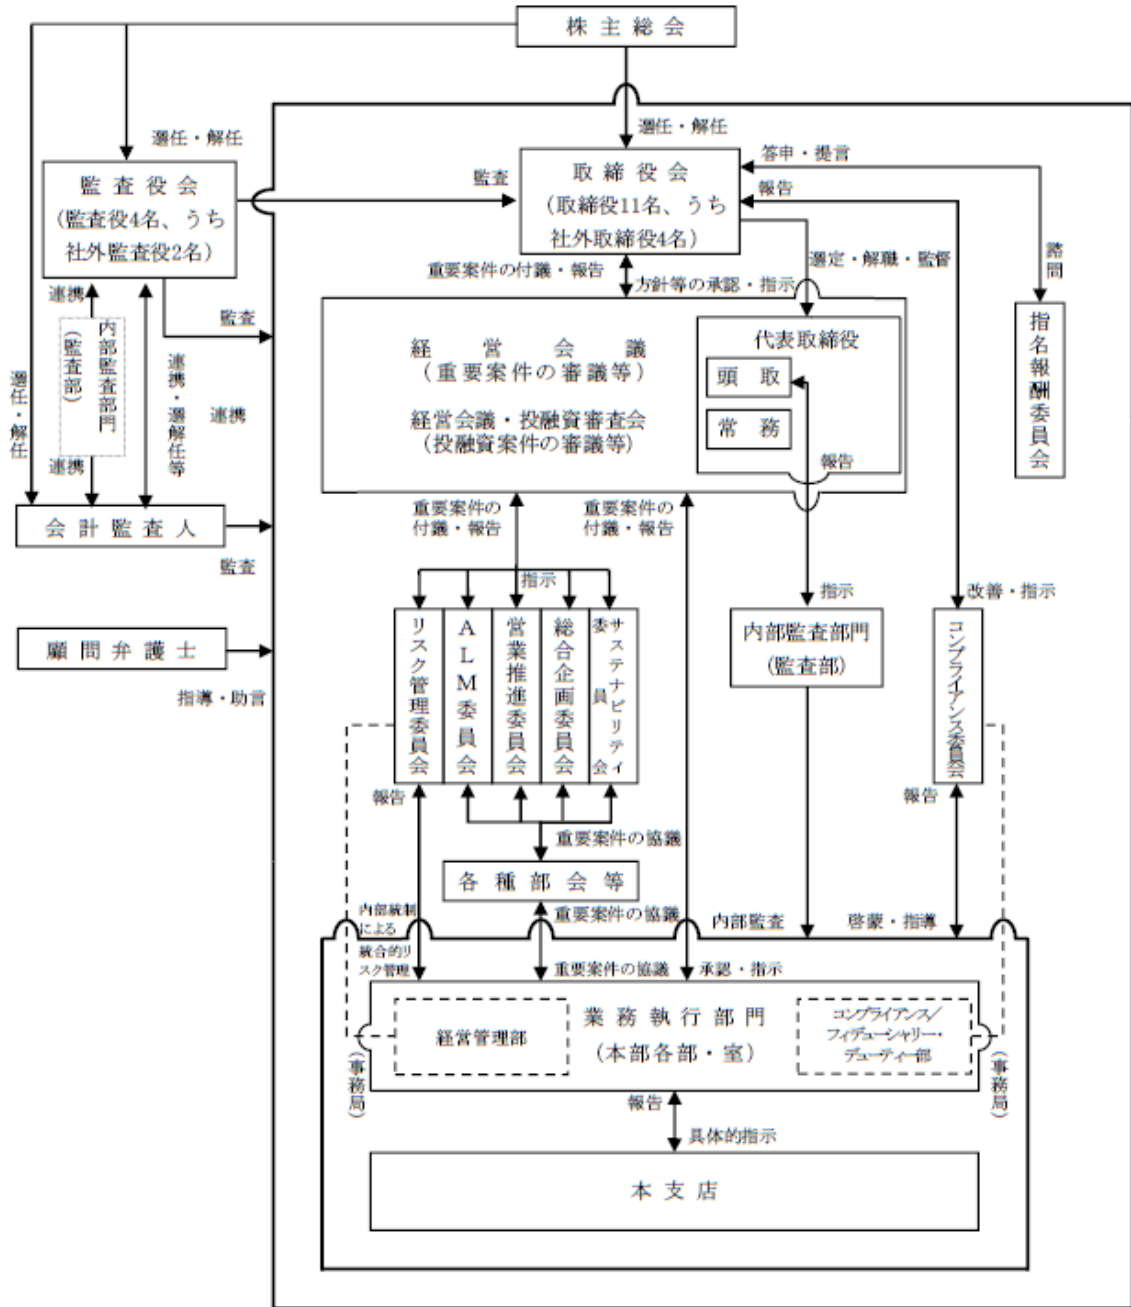 株主総会
選任・解任
選任・解任
答申・提言
監査役会
(監査役4名、うち
社外監査役2名)
監査
取締役会
(取締役11名、うち
社外取締役4名)
報告
諮問
重要案件の付議・報告
方針等の承認・指示
選定・解職・監督
連携
監査
内部監査部門
(監査部)
連携・選解任等
連携
選任・解任
連携
経営会議
(重要案件の審議等)
経営会議・投融資審査会
(投融資案件の審議等)
代表取締役
頭取
常務
報告
指名報酬委員会
会計監査人
監査
重要案件の
付議・報告
重要案件の
付議・報告
指示
指示
改善・指示
顧問弁護士
指導・助言
リスク管理委員会
ALM委員会
営業推進委員会
総合企画委員会
サステナビリティ
委員会
内部監査部門
(監査部)
コンプライアンス委員会
報告
報告
重要案件の協議
各種部会等
内部統制
による
統合的リ
スク管理
重要案件の協議
内部監査
啓蒙・指導
重要案件の協議
承認・指示
経営管理部
業務執行部門
(本部各部・室)
コンプライアンス/
フィデューシャリー・
デューティー部
(事務局)
(事務局)
報告
具体的指示
本支店